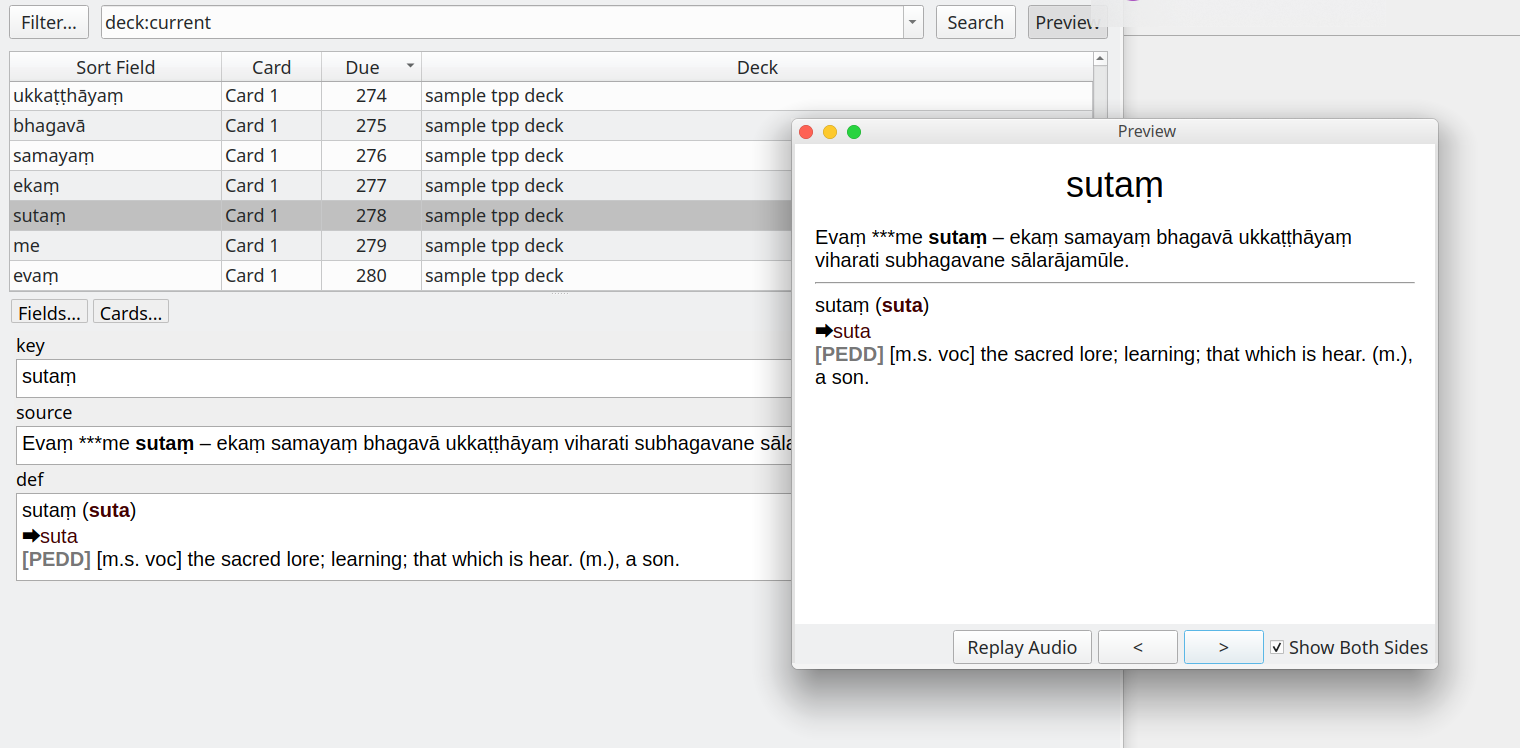 Filter... deck:current Search Preview
Sort Field Card Due Deck
ukkaṭṭhāyaṃ Card 1 274 sample tpp deck
bhagavā Card 1 275 sample tpp deck
samayaṃ Card 1 276 sample tpp deck
ekaṃ Card 1 277 sample tpp deck
sutaṃ Card 1 278 sample tpp deck
me Card 1 279 sample tpp deck
evaṃ Card 1 280 sample tpp deck
Fields... Cards...
key
sutaṃ
source
Evaṃ ***me sutaṃ – ekaṃ samayaṃ bhagavā ukkaṭṭhāyaṃ viharati subhagavane
def
sutaṃ (suta)
➡suta
[PEDD] [m.s. voc] the sacred lore; learning; that which is hear. (m.), a son.
Preview
sutaṃ
Evaṃ ***me sutaṃ – ekaṃ samayaṃ bhagavā ukkaṭṭhāyaṃ
viharati subhagavane sālarājamūle.
sutaṃ (suta)
➡suta
[PEDD] [m.s. voc] the sacred lore; learning; that which is hear. (m.),
a son.
Replay Audio < > Show Both Sides